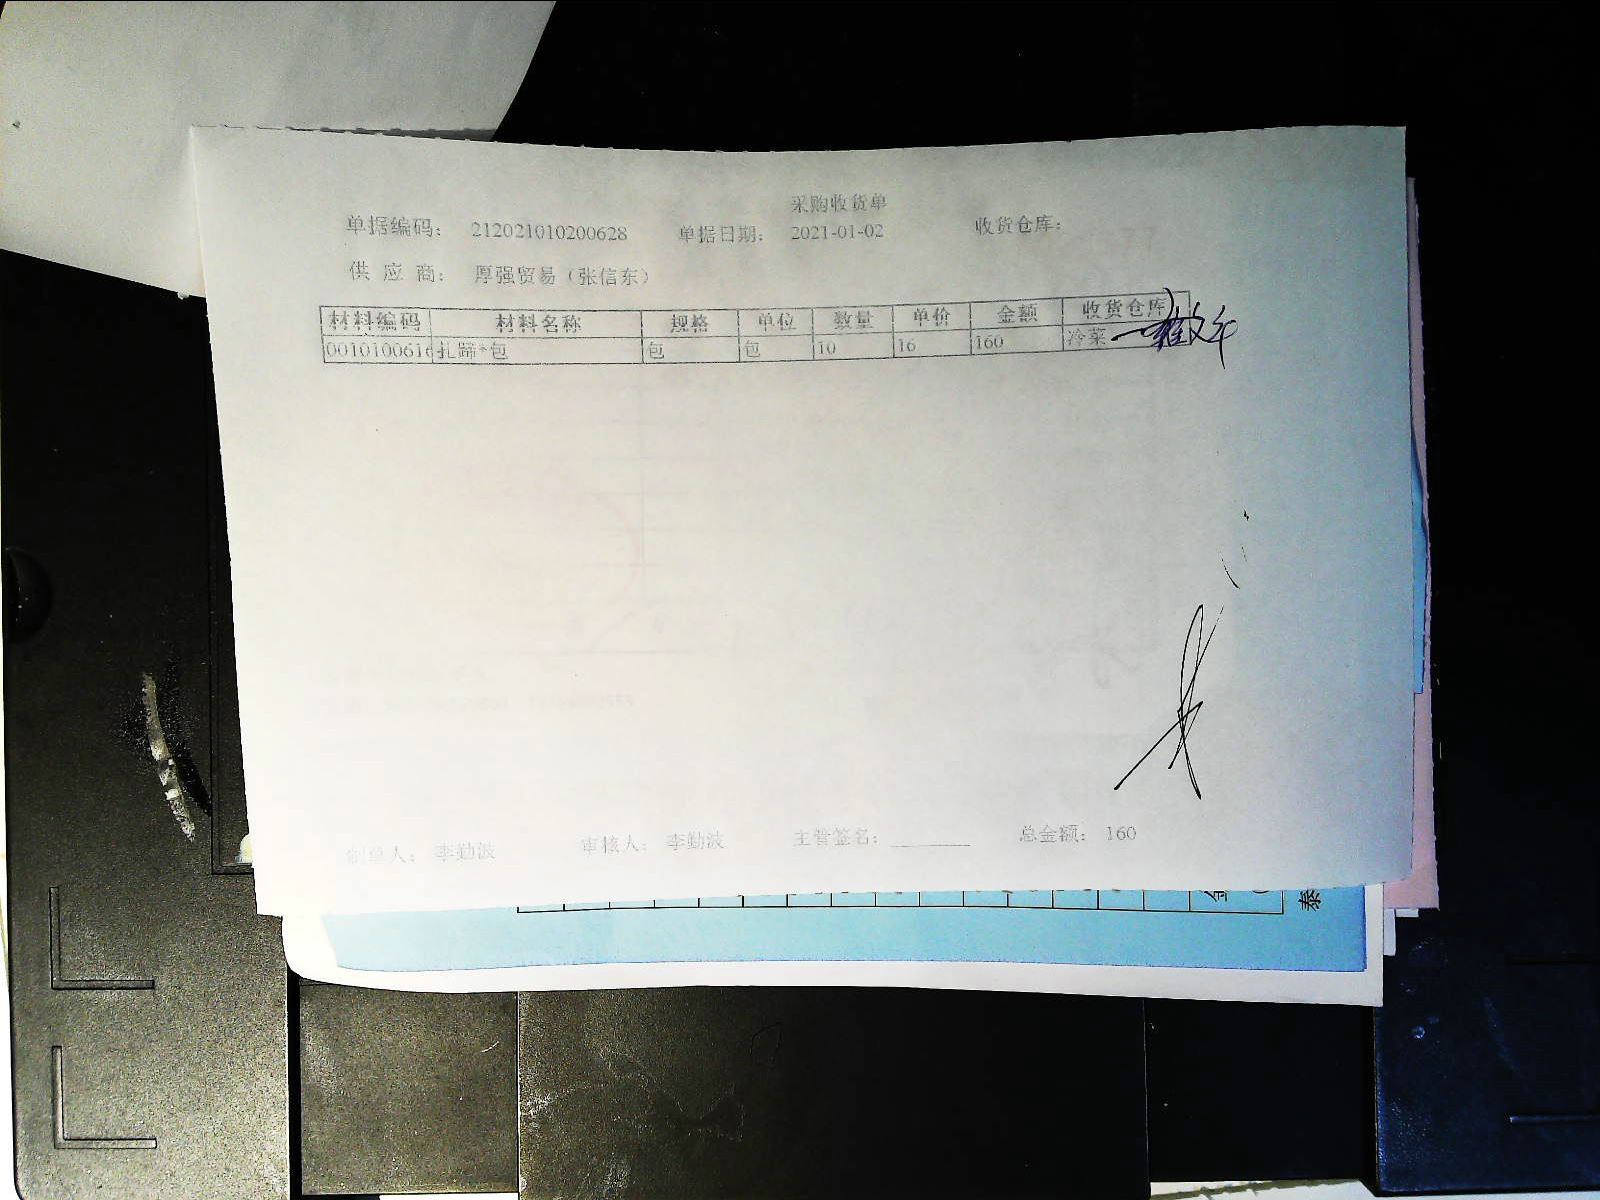 采购收货单
单据编码： 212021010200628 单据日期： 2021-01-02 收货仓库：
供 应 商： 厚强贸易（张信东）
材料编码 材料名称 规格 单位 数量 单价 金额 收货仓库
0010100616 扎蹄*包 包 包 10 16 160 冷菜
制单人： 李勤波 审核人： 李勤波 主管签名： 总金额： 160
泰